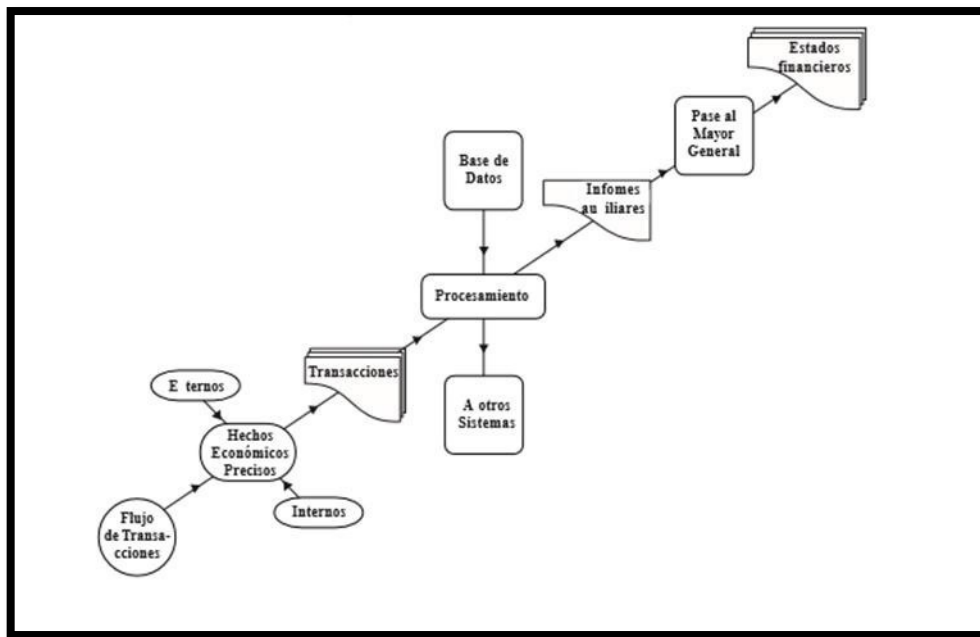 Estados
financieros
Pase al
Mayor
General
Base de
Datos
Infomes
au iliares
Procesamiento
Transacciones
E ternos
A otros
Sistemas
Hechos
Económicos
Precisos
Internos
Flujo
de Transa-
cciones